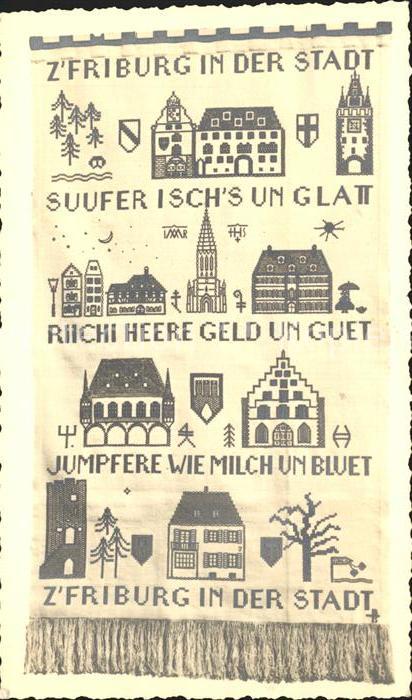 Z'FRIBURG IN DER STADT
SUUFER ISCH'S UN GLATT
RIICHI HEERE GELD UN GUET
JUMPFERE WIE MILCH UN BLUET
Z'FRIBURG IN DER STADT